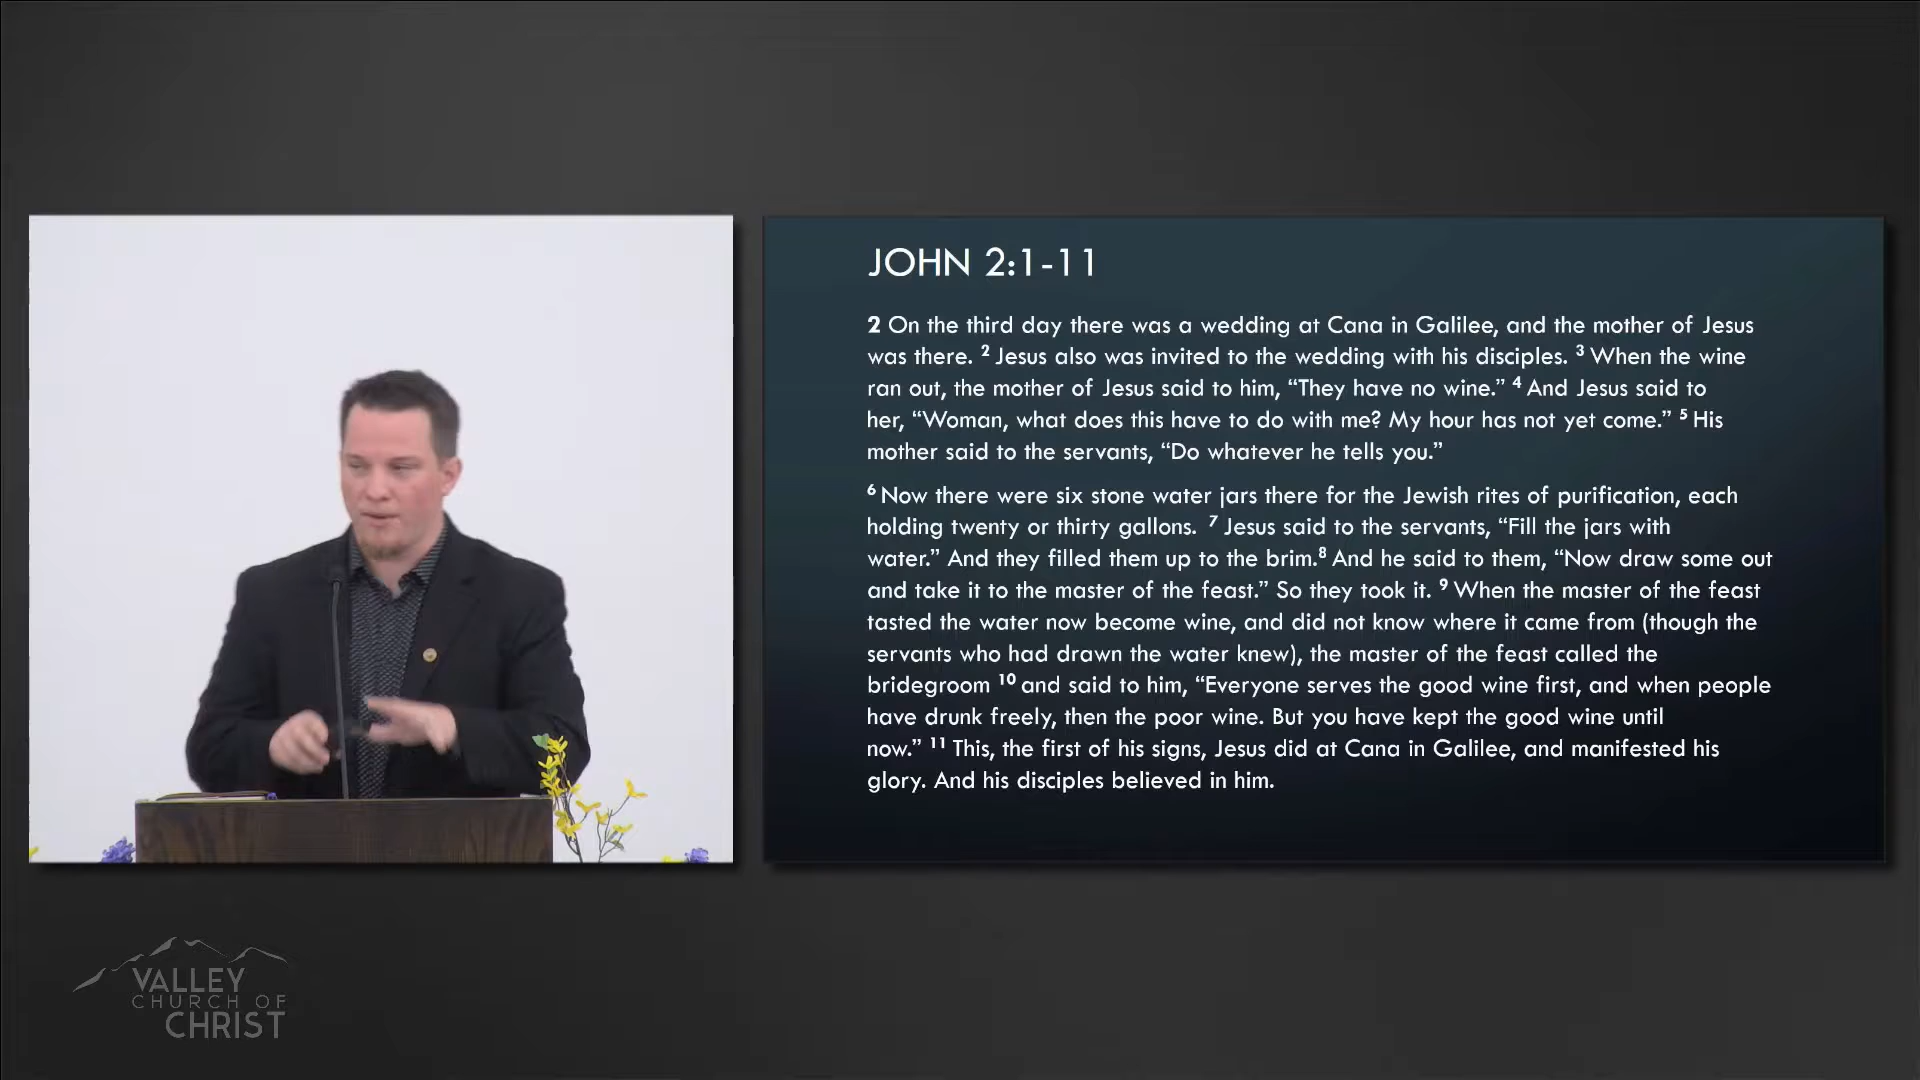 JOHN 2:1-11
2 On the third day there was a wedding at Cana in Galilee, and the mother of Jesus
was there. 2 Jesus also was invited to the wedding with his disciples. 3 When the wine
ran out, the mother of Jesus said to him, “They have no wine.” 4 And Jesus said to
her, “Woman, what does this have to do with me? My hour has not yet come.” 5 His
mother said to the servants, “Do whatever he tells you.”
6 Now there were six stone water jars there for the Jewish rites of purification, each
holding twenty or thirty gallons. 7 Jesus said to the servants, “Fill the jars with
water.” And they filled them up to the brim.8 And he said to them, “Now draw some out
and take it to the master of the feast.” So they took it. 9 When the master of the feast
tasted the water now become wine, and did not know where it came from (though the
servants who had drawn the water knew), the master of the feast called the
bridegroom 10 and said to him, “Everyone serves the good wine first, and when people
have drunk freely, then the poor wine. But you have kept the good wine until
now.” 11 This, the first of his signs, Jesus did at Cana in Galilee, and manifested his
glory. And his disciples believed in him.
VALLEY
CHURCH OF
CHRIST